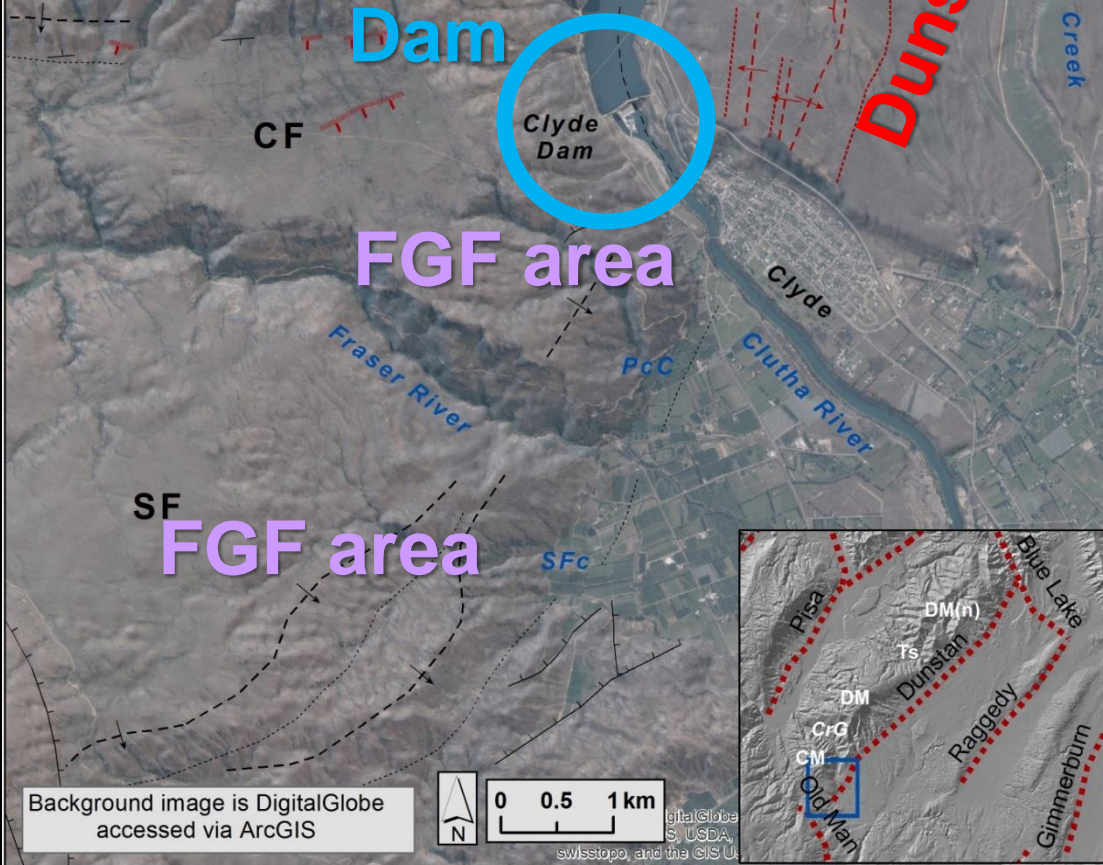 Dam
Duns
Creek
CF
Clyde
Dam
FGF area
Clyde
Fraser River
PcC
Clutha River
SF
FGF area
SFc
Blue Lake
Pisa
DM(n)
Ts
Dunstan
DM
Raggedy
CrG
CM
Old Man
Gimmerburn
Background image is DigitalGlobe
accessed via ArcGIS
N
0 0.5 1 km
gitalGlobe
S, USDA,
swisstopo, and the GIS Us